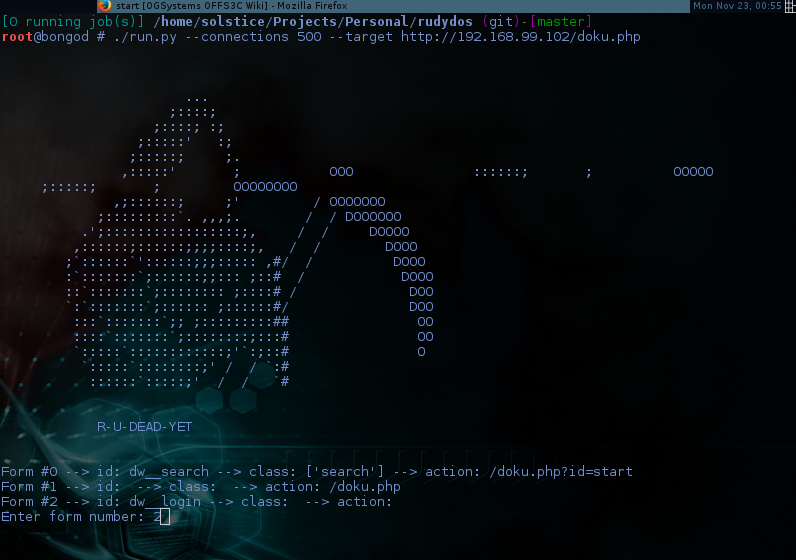 start [OGSystems OFFS3C Wiki] - Mozilla Firefox
Mon Nov 23, 00:55
[0 running job(s)] /home/solstice/Projects/Personal/rudydos (git)-[master]
root@bongod # ./run.py --connections 500 --target http://192.168.99.102/doku.php
R-U-DEAD-YET
Form #0 --> id: dw__search --> class: ['search'] --> action: /doku.php?id=start
Form #1 --> id:  --> class:  --> action: /doku.php
Form #2 --> id: dw__login --> class:  --> action:
Enter form number: 2